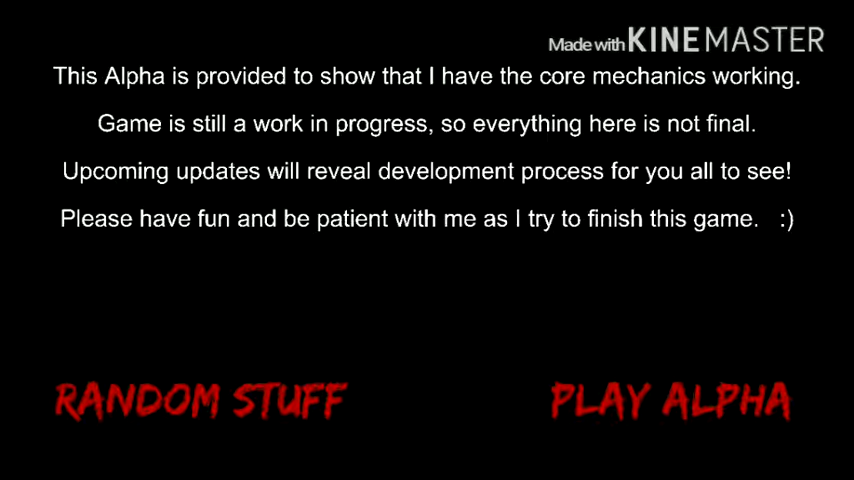 Made with KINEMASTER
This Alpha is provided to show that I have the core mechanics working.
Game is still a work in progress, so everything here is not final.
Upcoming updates will reveal development process for you all to see!
Please have fun and be patient with me as I try to finish this game. :)
RANDOM STUFF
PLAY ALPHA